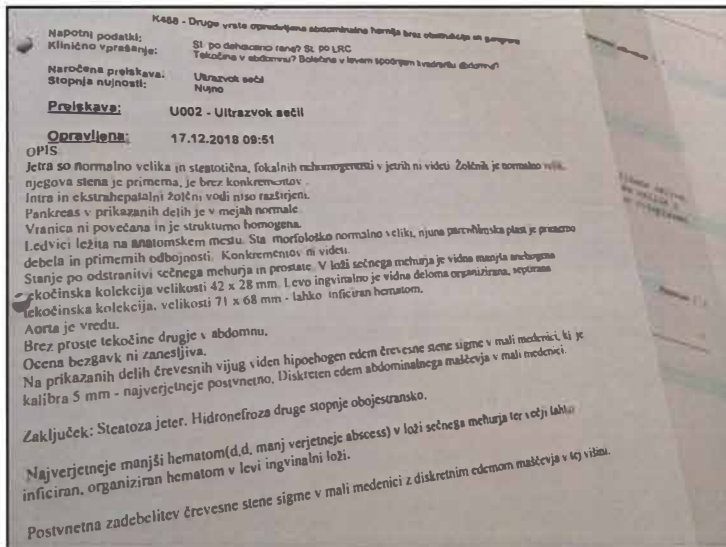 K458 - Druge vrste opredeljena abdominalna hernija brez obstrukcije ali gangrene
Napotni podatki:
Klinično vprašanje: St. po dehiscenci rane? St. po LRC
Tekočina v abdomnu? Bolečina v levem spodnjem kvadrantu abdomna?
Naročena preiskava: Ultrazvok sečil
Stopnja nujnosti: Nujno
Preiskava: U002 - Ultrazvok sečil
Opravljena: 17.12.2018 09:51
OPIS
Jetra so normalno velika in steatotična, fokalnih nehomogenosti v jetrih ni videti. Žolčnik je normalno velik,
njegova stena je primerna, je brez konkrementov.
Intra in ekstrahepatalni žolčni vodi niso razširjeni.
Pankreas v prikazanih delih je v mejah normale.
Vranica ni povečana in je strukturno homogena.
Ledvici ležita na anatomskem mestu. Sta morfološko normalno veliki, njuna parenhimska plast je primerno
debela in primernih odbojnosti. Konkrementov ni videti.
Stanje po odstranitvi sečnega mehurja in prostate. V loži sečnega mehurja je vidna manjša anehogena
tekočinska kolekcija velikosti 42 x 28 mm. Levo ingvinalno je vidna deloma organizirana, septirana
tekočinska kolekcija, velikosti 71 x 68 mm - lahko inficiran hematom.
Aorta je vredu.
Brez proste tekočine drugje v abdomnu.
Ocena bezgavk ni zanesljiva.
Na prikazanih delih črevesnih vijug viden hipoehogen edem črevesne stene sigme v mali medenici, ki je
kalibra 5 mm - najverjetneje postvnetno. Diskreten edem abdominalnega maščevja v mali medenici.
Zaključek: Steatoza jeter. Hidronefroza druge stopnje obojestransko.
Najverjetneje manjši hematom(d.d. manj verjetneje abscess) v loži sečnega mehurja ter večji lahko
inficiran, organiziran hematom v levi ingvinalni loži.
Postvnetna zadebelitev črevesne stene sigme v mali medenici z diskretnim edemom maščevja v tej višini.